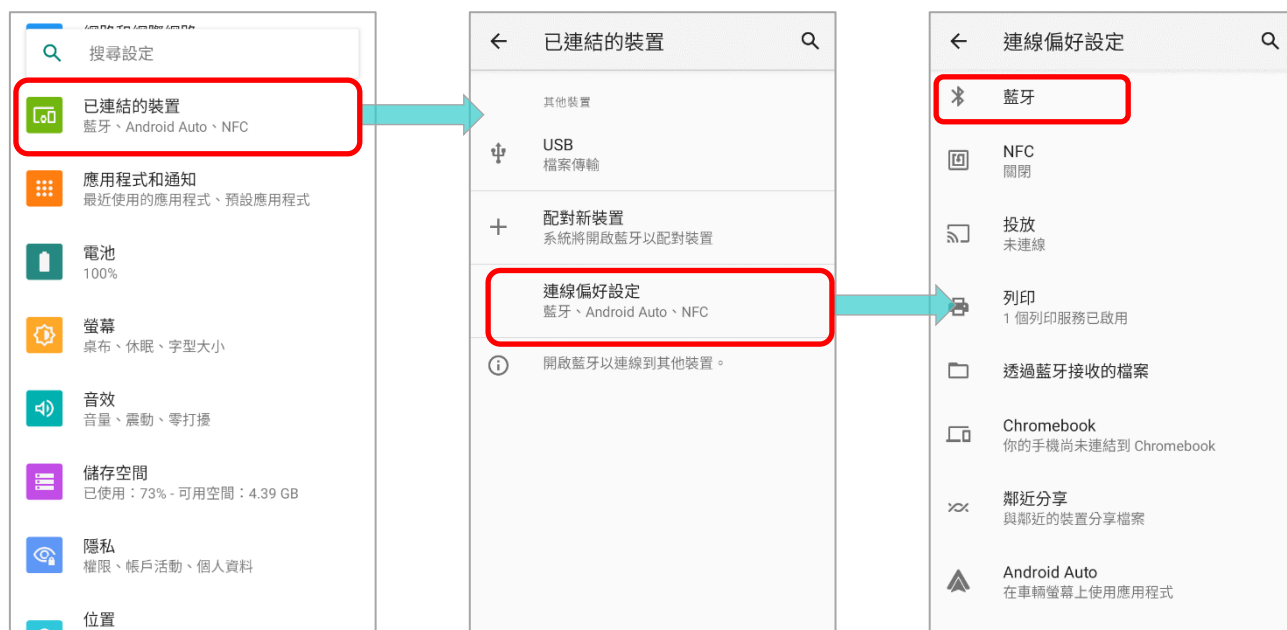 網路和網際網路
搜尋設定
已連結的裝置
藍牙、Android Auto、NFC
應用程式和通知
最近使用的應用程式、預設應用程式
電池
100%
螢幕
桌布、休眠、字型大小
音效
音量、震動、零打擾
儲存空間
已使用：73% - 可用空間：4.39 GB
隱私
權限、帳戶活動、個人資料
位置
已連結的裝置
其他裝置
USB
檔案傳輸
配對新裝置
系統將開啟藍牙以配對裝置
連線偏好設定
藍牙、Android Auto、NFC
開啟藍牙以連線到其他裝置。
連線偏好設定
藍牙
NFC
關閉
投放
未連線
列印
1 個列印服務已啟用
透過藍牙接收的檔案
Chromebook
你的手機尚未連結到 Chromebook
鄰近分享
與鄰近的裝置分享檔案
Android Auto
在車輛螢幕上使用應用程式